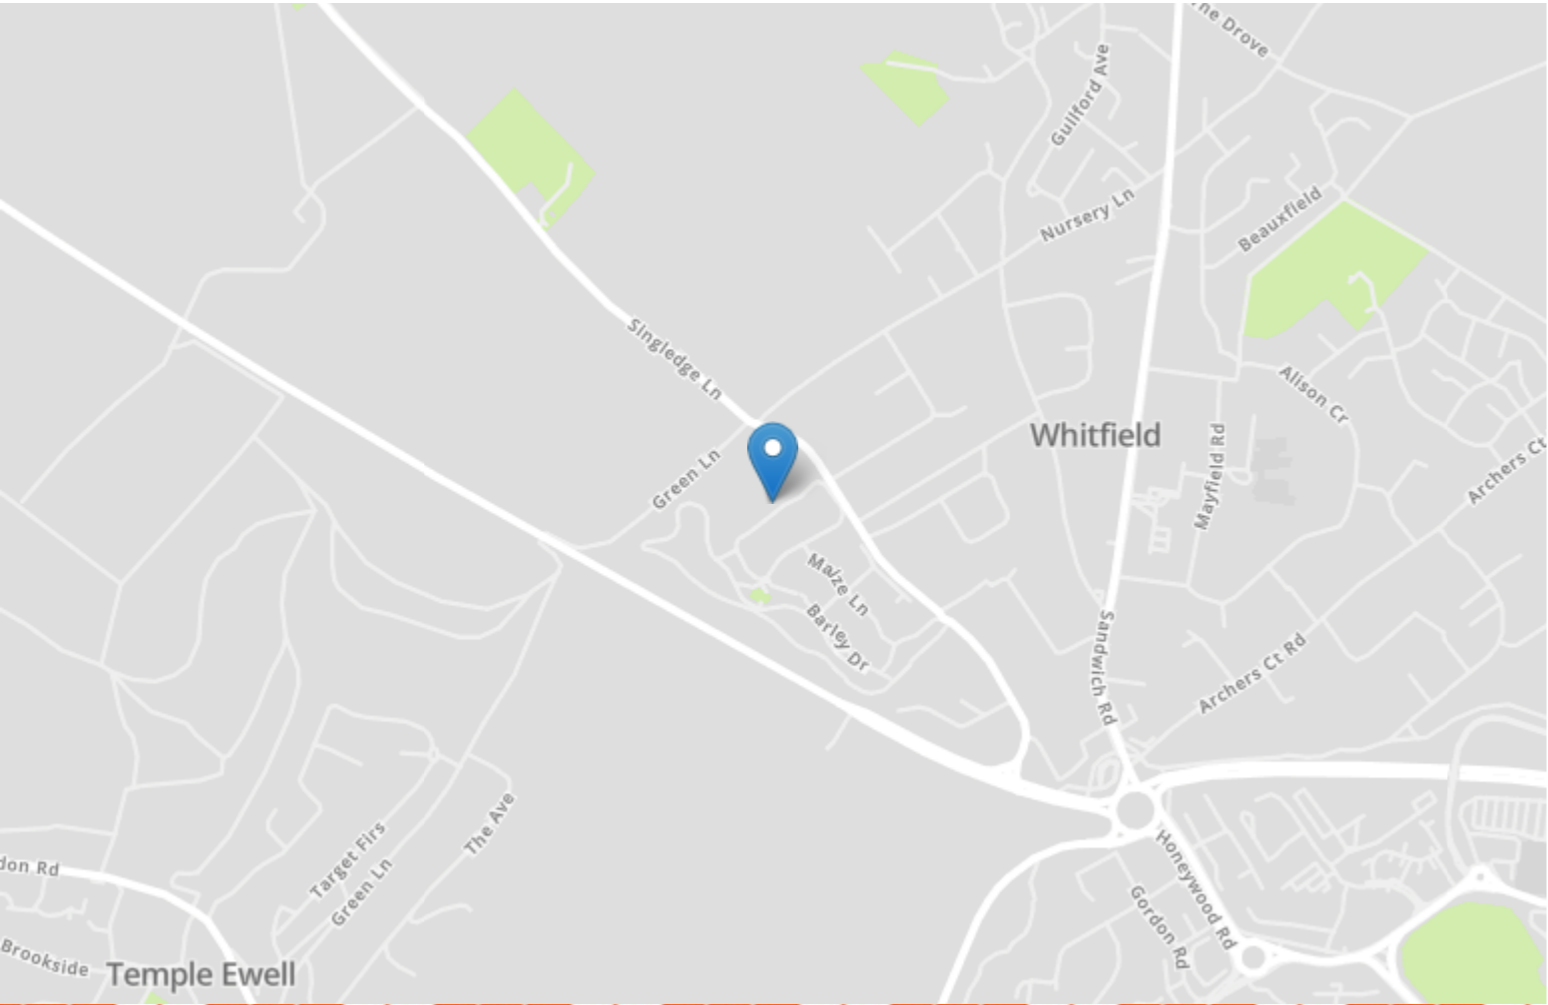 The Drove
Guilford Ave
Nursery Ln
Beauxfield
Singledge Ln
Alison Cr
Whitfield
Mayfield Rd
Archers Ct
Green Ln
Maize Ln
Barley Dr
Sandwich Rd
Archers Ct Rd
The Ave
Target Firs
Green Ln
don Rd
Honeywood Rd
Gordon Rd
Brookside
Temple Ewell